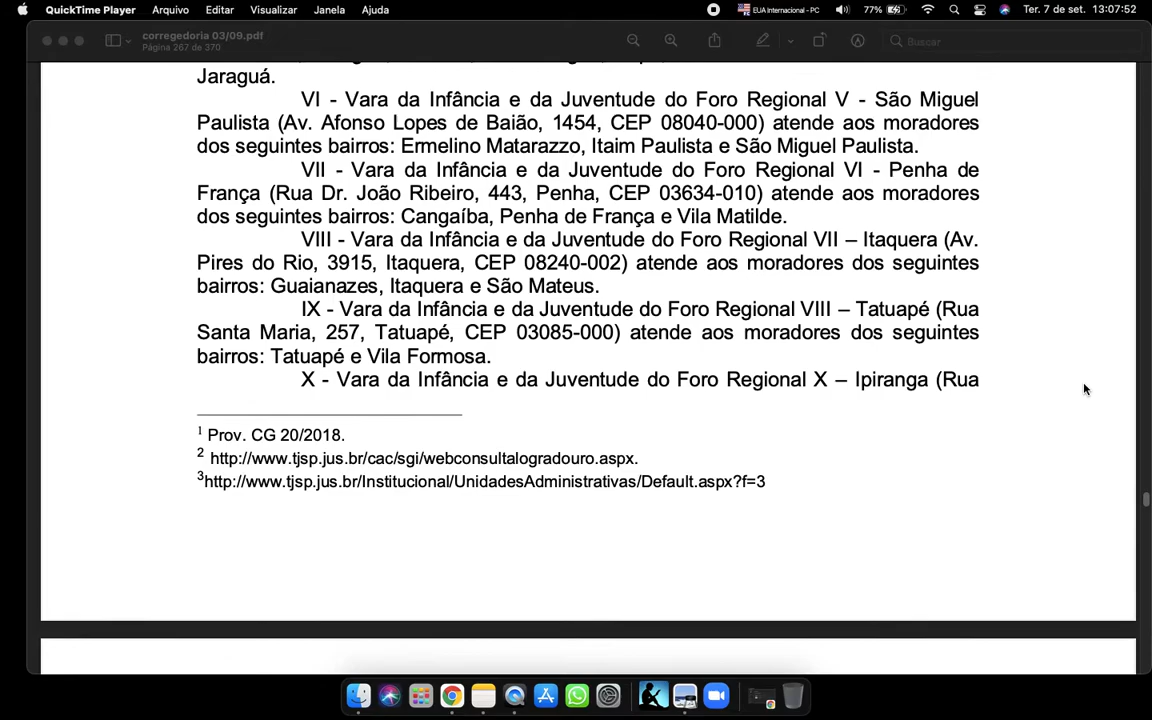 QuickTime Player Arquivo Editar Visualizar Janela Ajuda EUA Internacional - PC 77% Ter. 7 de set. 13:07:52
corregedoria 03/09.pdf
Página 267 de 370
Buscar
Jaraguá.
VI - Vara da Infância e da Juventude do Foro Regional V - São Miguel
Paulista (Av. Afonso Lopes de Baião, 1454, CEP 08040-000) atende aos moradores
dos seguintes bairros: Ermelino Matarazzo, Itaim Paulista e São Miguel Paulista.
VII - Vara da Infância e da Juventude do Foro Regional VI - Penha de
França (Rua Dr. João Ribeiro, 443, Penha, CEP 03634-010) atende aos moradores
dos seguintes bairros: Cangaíba, Penha de França e Vila Matilde.
VIII - Vara da Infância e da Juventude do Foro Regional VII – Itaquera (Av.
Pires do Rio, 3915, Itaquera, CEP 08240-002) atende aos moradores dos seguintes
bairros: Guaianazes, Itaquera e São Mateus.
IX - Vara da Infância e da Juventude do Foro Regional VIII – Tatuapé (Rua
Santa Maria, 257, Tatuapé, CEP 03085-000) atende aos moradores dos seguintes
bairros: Tatuapé e Vila Formosa.
X - Vara da Infância e da Juventude do Foro Regional X – Ipiranga (Rua
1 Prov. CG 20/2018.
2 http://www.tjsp.jus.br/cac/sgi/webconsultalogradouro.aspx.
3http://www.tjsp.jus.br/Institucional/UnidadesAdministrativas/Default.aspx?f=3